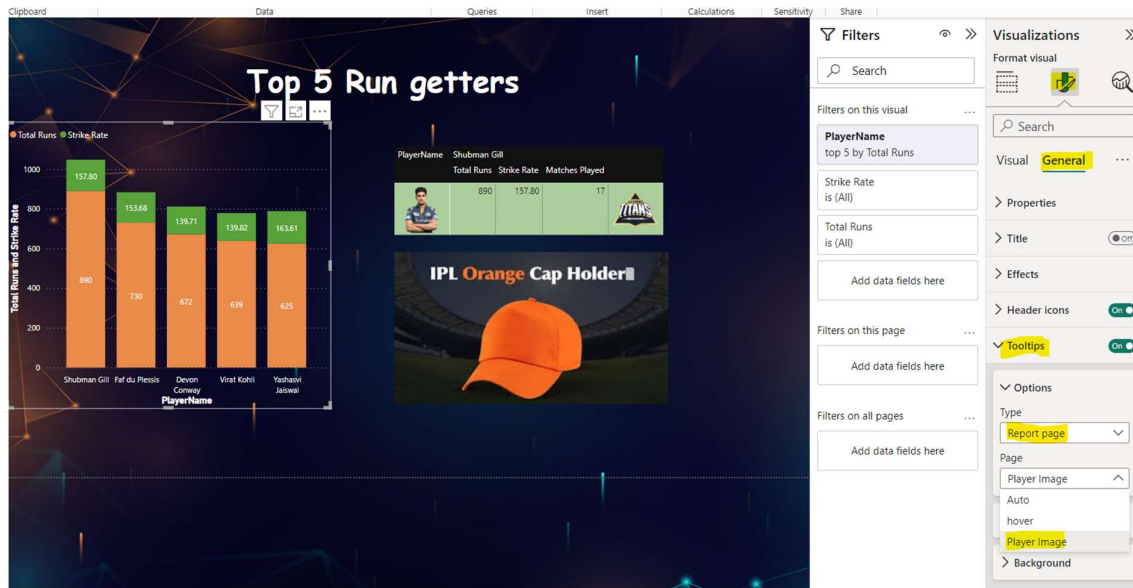 Clipboard
Data
Queries
Insert
Calculations
Sensitivity
Share
Top 5 Run getters
Total Runs Strike Rate
1000
800
600
400
200
0
Total Runs and Strike Rate
157.80
153.68
139.71
139.82
163.61
890
730
672
639
625
Shubman Gill
Faf du Plessis
Devon
Conway
Virat Kohli
Yashasvi
Jaiswal
PlayerName
PlayerName Shubman Gill
Total Runs Strike Rate Matches Played
890 157.80 17
TITANS
IPL Orange Cap Holder
Filters
Search
Filters on this visual
PlayerName
top 5 by Total Runs
Strike Rate
is (All)
Total Runs
is (All)
Add data fields here
Filters on this page
Add data fields here
Filters on all pages
Add data fields here
Visualizations
Format visual
Search
Visual General
Properties
Title Off
Effects
Header icons On
Tooltips On
Options
Type
Report page
Page
Player Image
Auto
hover
Player Image
Background